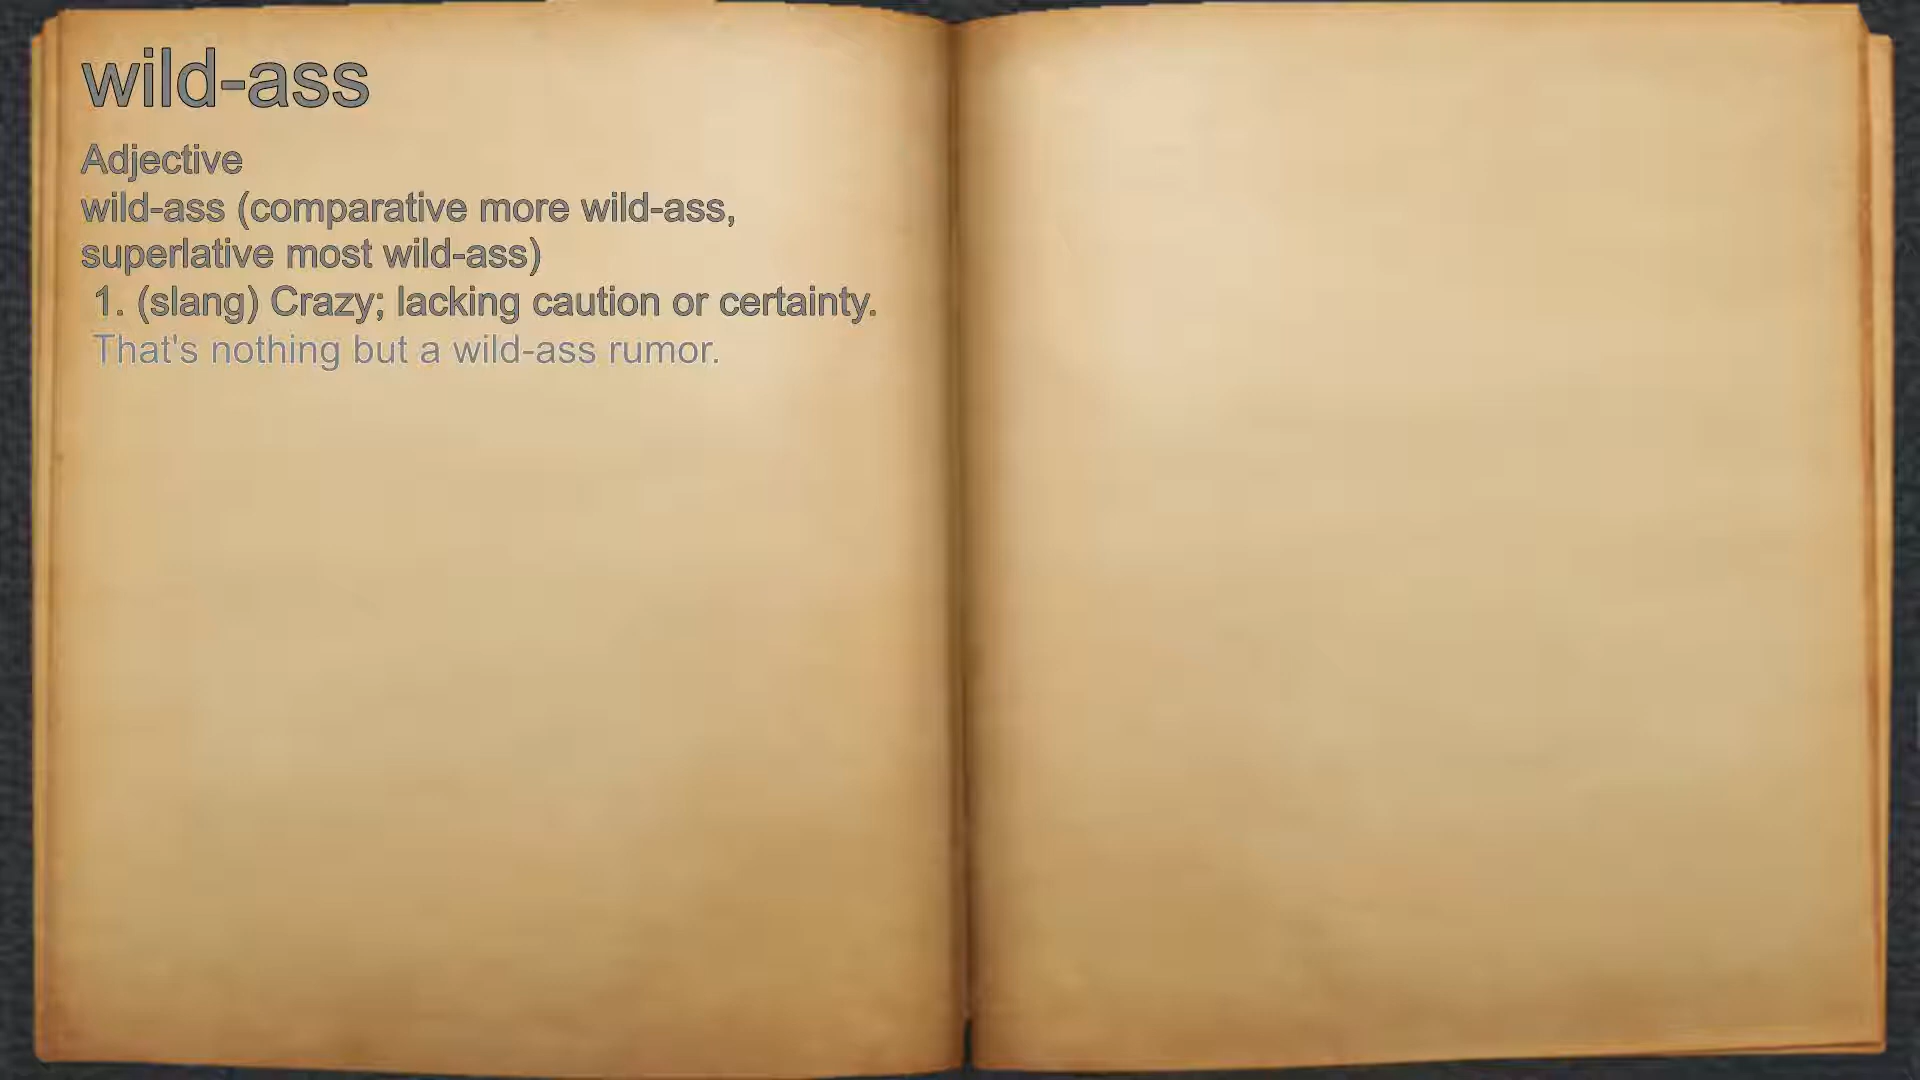 wild-ass
Adjective
wild-ass (comparative more wild-ass,
superlative most wild-ass)
1. (slang) Crazy; lacking caution or certainty.
That's nothing but a wild-ass rumor.